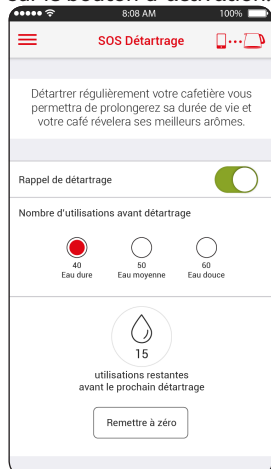 8:08 AM 100%
SOS Détartrage
Détartrer régulièrement votre cafetière vous
permettra de prolongerez sa durée de vie et
votre café révelera ses meilleurs arômes.
Rappel de détartrage
Nombre d'utilisations avant détartrage
40 50 60
Eau dure Eau moyenne Eau douce
15
utilisations restantes
avant le prochain détartrage
Remettre à zéro